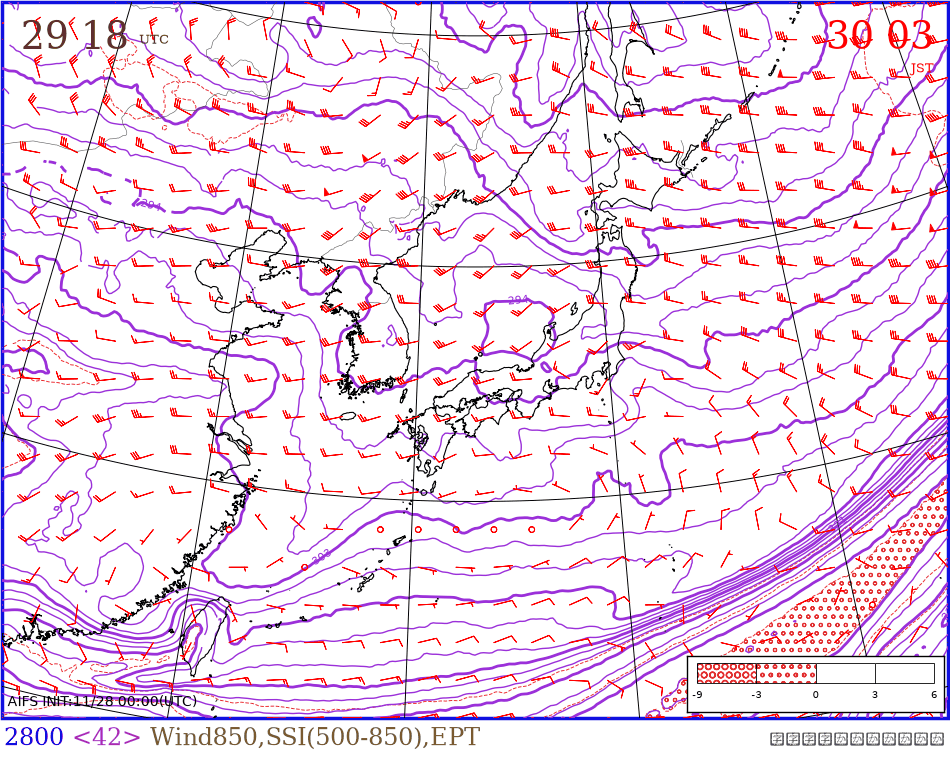 29 18 UTC
30 03
JST
294
294
303
-9 -3 0 3 6
AIFS INIT:11/28 00:00(UTC)
2800 <42> Wind850,SSI(500-850),EPT